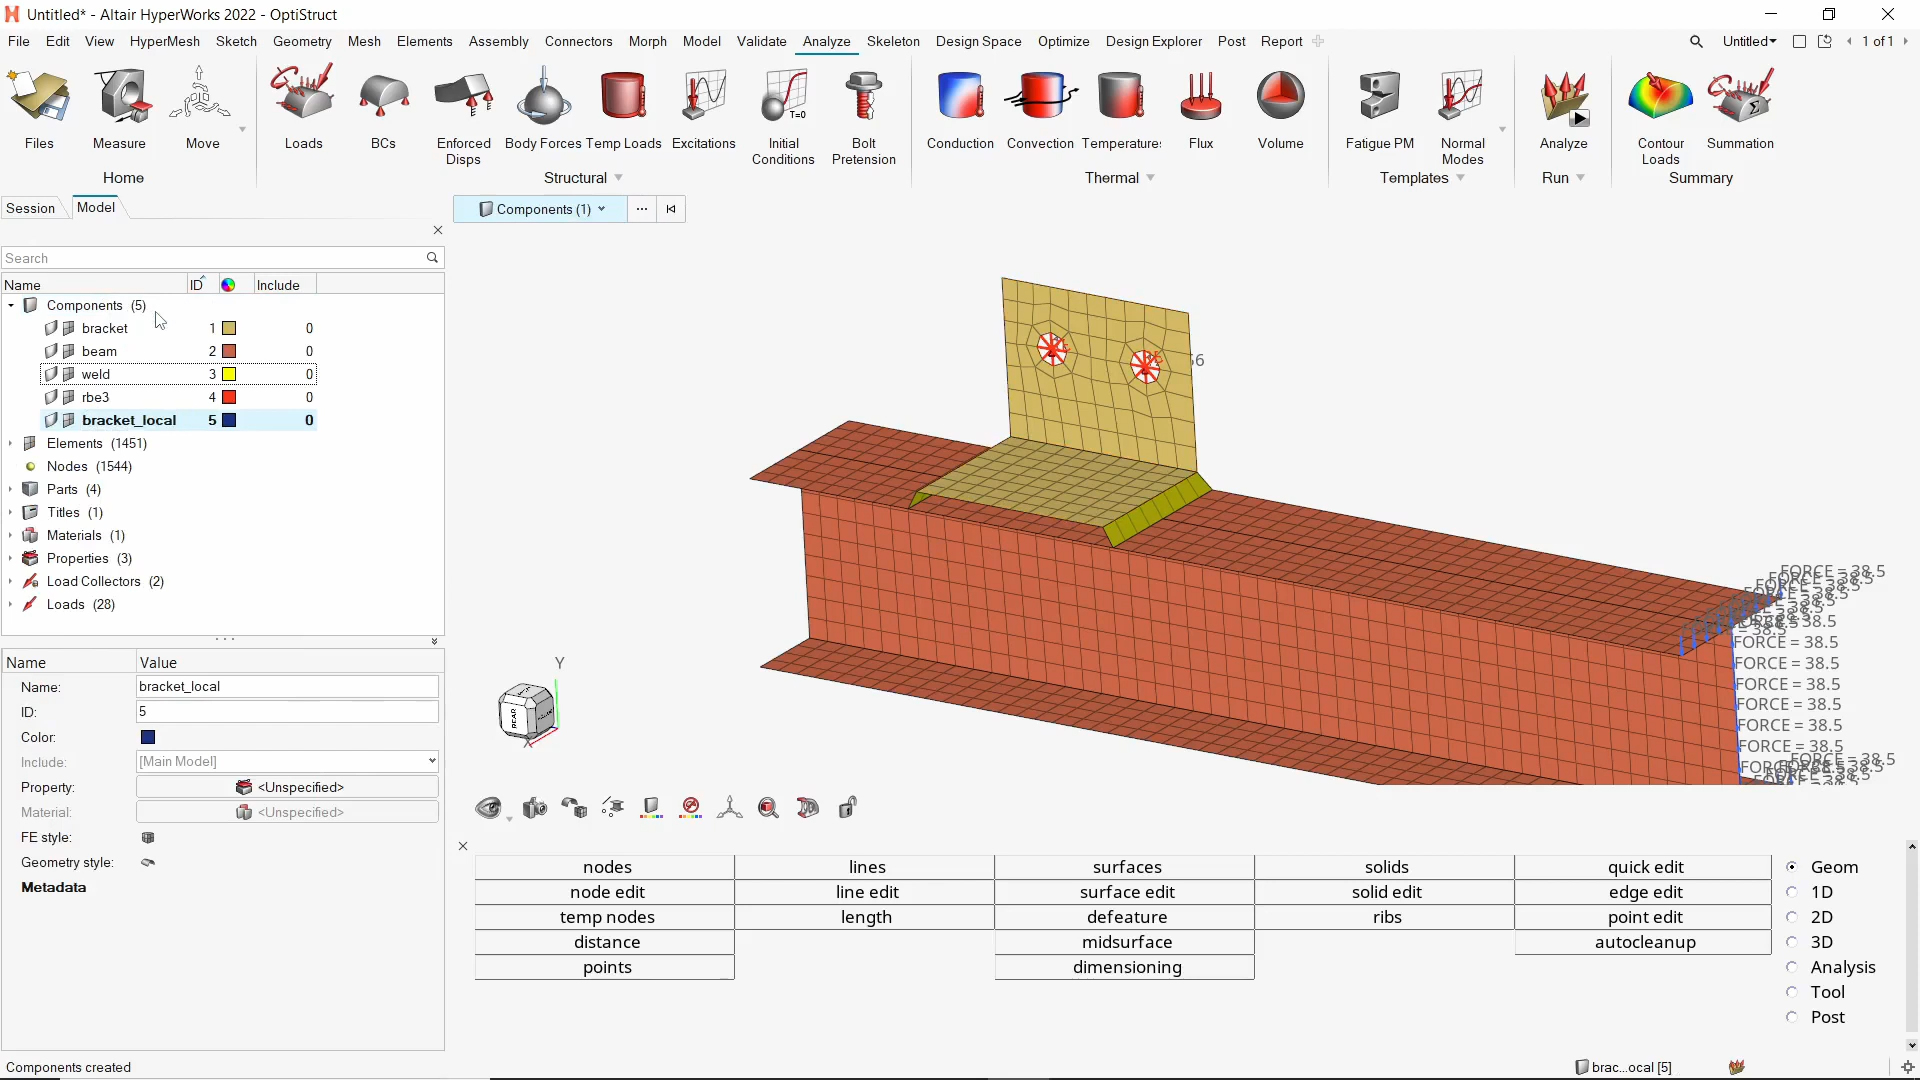 Untitled* - Altair HyperWorks 2022 - OptiStruct
File Edit View HyperMesh Sketch Geometry Mesh Elements Assembly Connectors Morph Model Validate Analyze Skeleton Design Space Optimize Design Explorer Post Report
Untitled
1 of 1
Files Measure Move
Home
Loads BCs Enforced Disps Body Forces Temp Loads Excitations Initial Conditions Bolt Pretension
T=0
Structural
Conduction Convection Temperatures Flux Volume
Thermal
Fatigue PM Normal Modes
Templates
Analyze
Run
Contour Loads Summation
Summary
Session Model
Components (1) ...
Search
Name ID Include
Components (5)
bracket 1 0
beam 2 0
weld 3 0
rbe3 4 0
bracket_local 5 0
Elements (1451)
Nodes (1544)
Parts (4)
Titles (1)
Materials (1)
Properties (3)
Load Collectors (2)
Loads (28)
Name Value
Name: bracket_local
ID: 5
Color:
Include: [Main Model]
Property: <Unspecified>
Material: <Unspecified>
FE style:
Geometry style:
Metadata
Y
X
REAR
FORCE = 38.5
FORCE = 38.5
FORCE = 38.5
FORCE = 38.5
FORCE = 38.5
FORCE = 38.5
FORCE = 38.5
FORCE = 38.5
nodes lines surfaces solids quick edit
node edit line edit surface edit solid edit edge edit
temp nodes length defeature ribs point edit
distance midsurface autocleanup
points dimensioning
Geom
1D
2D
3D
Analysis
Tool
Post
Components created
brac...ocal [5]